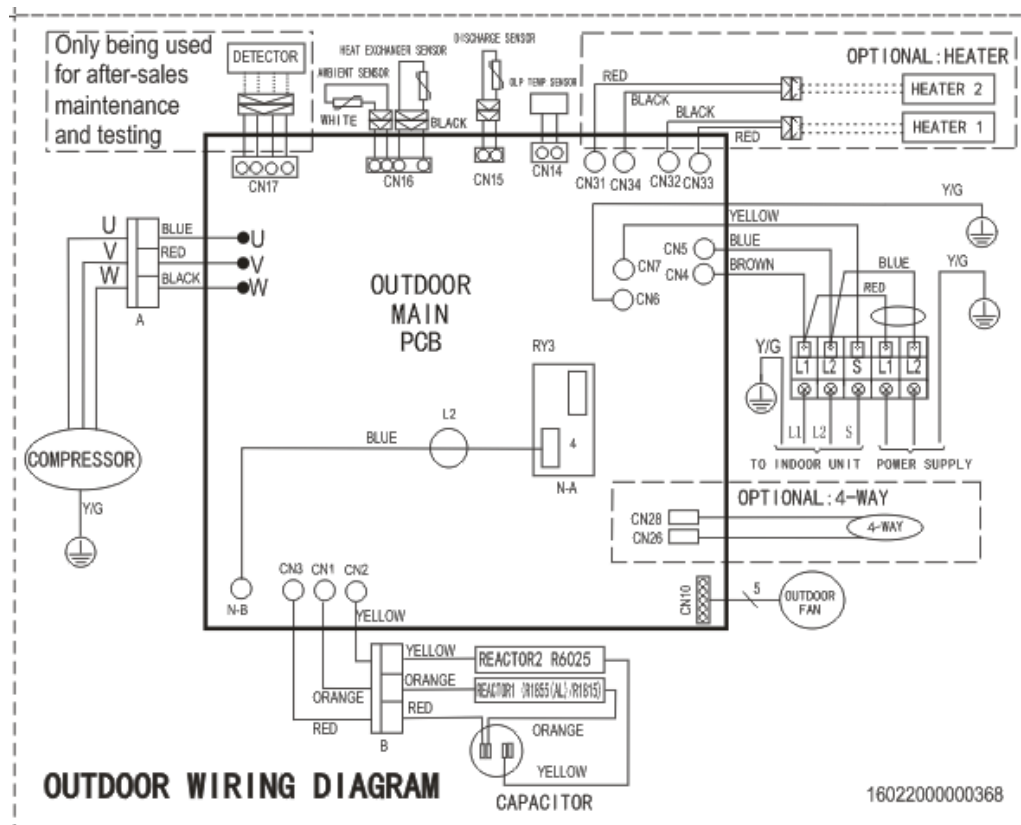 Only being used
for after-sales
maintenance
and testing
DETECTOR
CN17
HEAT EXCHANGER SENSOR
AMBIENT SENSOR
WHITE
BLACK
CN16
DISCHARGE SENSOR
CN15
OLP TEMP SENSOR
CN14
OPTIONAL:HEATER
RED
BLACK
BLACK
RED
HEATER 2
HEATER 1
CN31
CN34
CN32
CN33
Y/G
YELLOW
CN5
BLUE
CN7
CN4
BROWN
CN6
BLUE
RED
Y/G
Y/G
L1
L2
S
L1
L2
L1
L2
S
TO INDOOR UNIT
POWER SUPPLY
U
BLUE
U
V
RED
V
W
BLACK
W
A
OUTDOOR
MAIN
PCB
RY3
L2
BLUE
4
N-A
COMPRESSOR
Y/G
OPTIONAL:4-WAY
CN28
CN26
4-WAY
CN10
5
OUTDOOR
FAN
N-B
CN3
CN1
CN2
YELLOW
YELLOW
REACTOR2 R6025
ORANGE
REACTOR1 (R1855(AL)/R1815)
ORANGE
RED
RED
B
ORANGE
YELLOW
CAPACITOR
OUTDOOR WIRING DIAGRAM
16022000000368